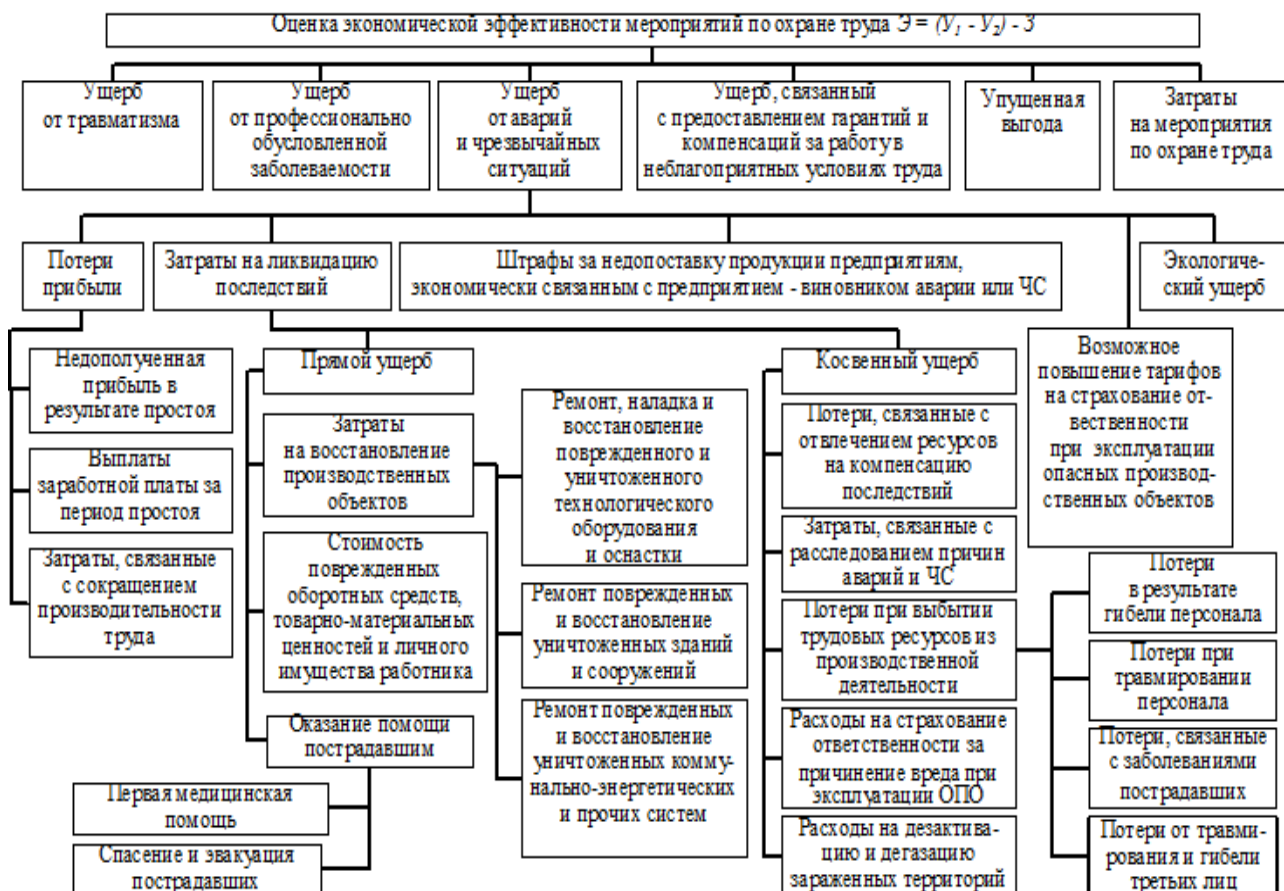 Оценка экономической эффективности мероприятий по охране труда Э = (У₁ - У₂) - З
Ущерб
от травматизма
Ущерб
от профессионально
обусловленной
заболеваемости
Ущерб
от аварий
и чрезвычайных
ситуаций
Ущерб, связанный
с предоставлением гарантий и
компенсаций за работу в
неблагоприятных условиях труда
Упущенная
выгода
Затраты
на мероприятия
по охране труда
Потери
прибыли
Затраты на ликвидацию
последствий
Штрафы за недопоставку продукции предприятиям,
экономически связанным с предприятием - виновником аварии или ЧС
Экологиче-
ский ущерб
Недополученная
прибыль в
результате простоя
Выплаты
заработной платы за
период простоя
Затраты, связанные
с сокращением
производительности
труда
Прямой ущерб
Затраты
на восстановление
производственных
объектов
Стоимость
поврежденных
оборотных средств,
товарно-материальных
ценностей и личного
имущества работника
Оказание помощи
пострадавшим
Первая медицинская
помощь
Спасение и эвакуация
пострадавших
Ремонт, наладка и
восстановление
поврежденного и
уничтоженного
технологического
оборудования
и оснастки
Ремонт поврежденных
и восстановление
уничтоженных зданий
и сооружений
Ремонт поврежденных
и восстановление
уничтоженных комму-
нально-энергетических
и прочих систем
Косвенный ущерб
Потери, связанные с
отвлечением ресурсов
на компенсацию
последствий
Затраты, связанные с
расследованием причин
аварий и ЧС
Потери при выбытии
трудовых ресурсов из
производственной
деятельности
Расходы на страхование
ответственности за
причинение вреда при
эксплуатации ОПО
Расходы на дезактива-
цию и дегазацию
зараженных территорий
Возможное
повышение тарифов
на страхование от-
вественности
при эксплуатации
опасных производ-
ственных объектов
Потери
в результате
гибели персонала
Потери при
травмировании
персонала
Потери, связанные
с заболеваниями
пострадавших
Потери от травми-
рования и гибели
третьих лиц